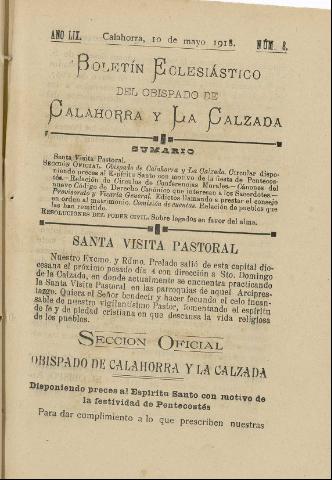 AÑO LIX. Calahorra, 10 de mayo 1918. NÚM. 8.
BOLETÍN ECLESIÁSTICO
DEL OBISPADO DE
CALAHORRA Y LA CALZADA
SUMARIO
Santa Visita Pastoral.
SECCIÓN OFICIAL. Obispado de Calahorra y La Calzada. Circular dispo-
niendo preces al Espíritu Santo con motivo de la fiesta de Pentecos-
tés.—Relación de Círculos de Conferencias Morales.—Cánones del
nuevo Código de Derecho Canónico que interesan a los Sacerdotes.—
Provisorato y Vicaría General. Edictos llamando a prestar el consejo
en orden al matrimonio. Comisión de cuentas. Relación de pueblos que
las han remitido.
RESOLUCIONES DEL PODER CIVIL. Sobre legados en favor del alma.
SANTA VISITA PASTORAL
Nuestro Excmo. y Rdmo. Prelado salió de esta capital dio-
cesana el próximo pasado día 4 con dirección a Sto. Domingo
de la Calzada, en donde actualmente se encuentra practicando
la Santa Visita Pastoral en las parroquias de aquel Arcipres-
tazgo. Quiera el Señor bendecir y hacer fecundo el celo incan-
sable de nuestro vigilantísimo Pastor, fomentando el espíritu
de fe y de piedad cristiana en que descansa la vida religiosa
de los pueblos.
SECCION OFICIAL
OBISPADO DE CALAHORRA Y LA CALZADA
Disponiendo preces al Espíritu Santo con motivo de
la festividad de Pentecostés
Para dar cumplimiento a lo que prescriben nuestras